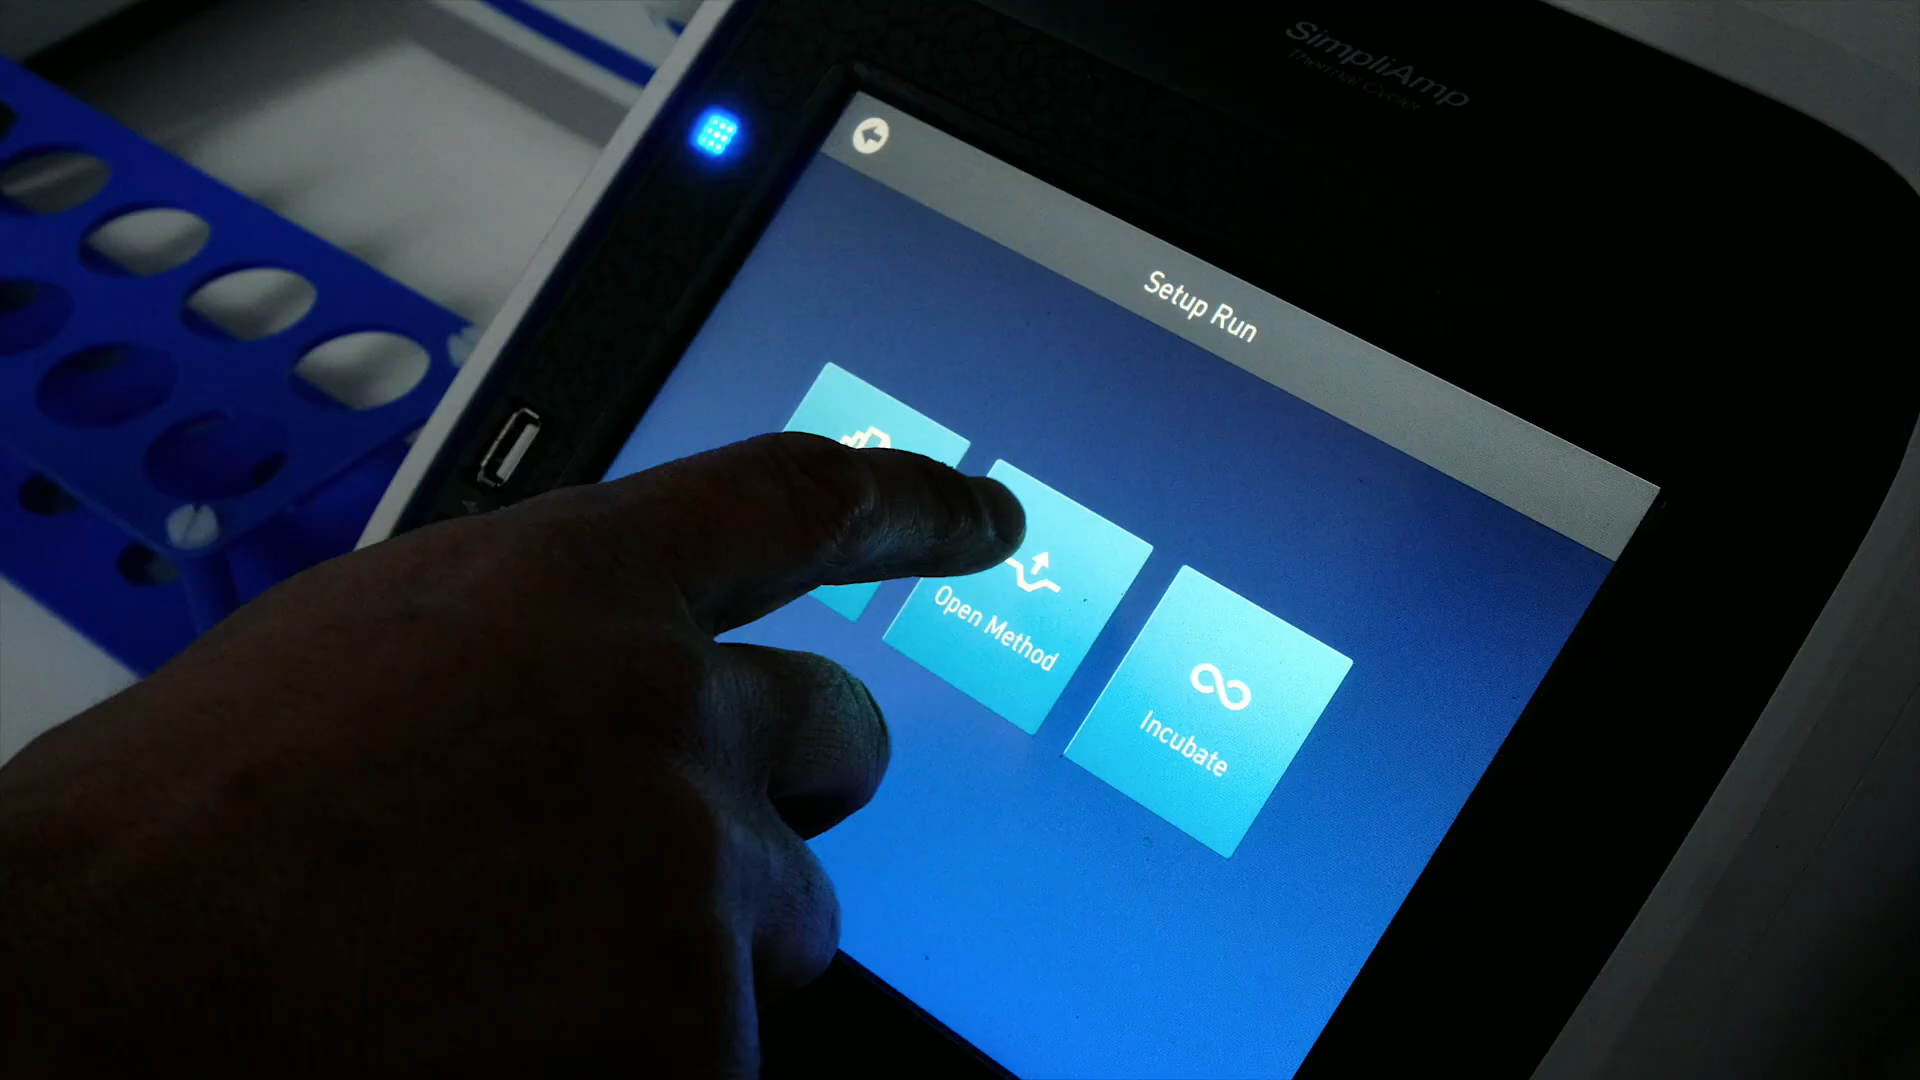 SimpliAmp
Thermal Cycler
Setup Run
Open Method
Incubate